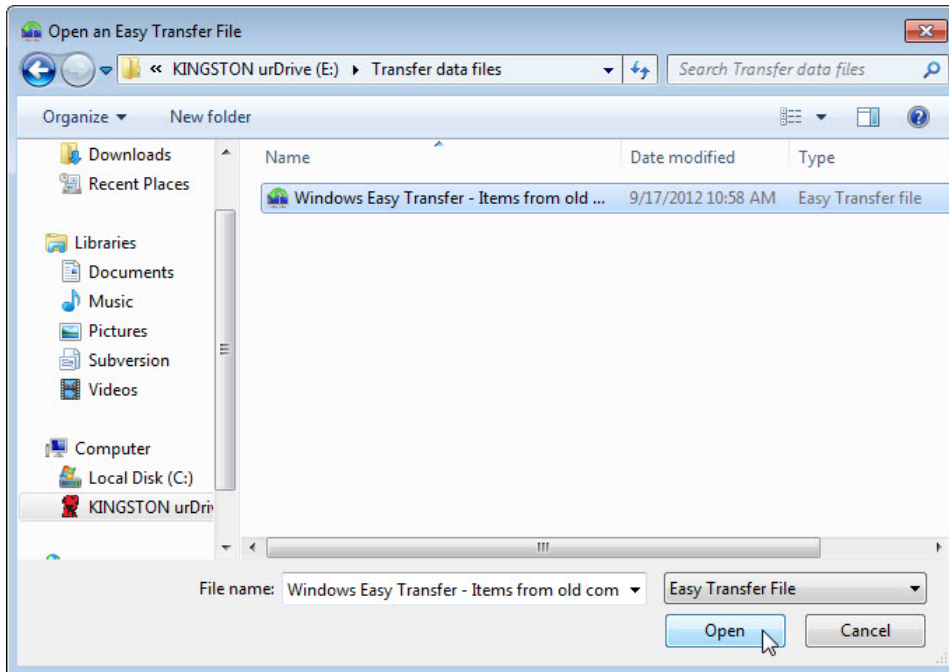 Open an Easy Transfer File
« KINGSTON urDrive (E:) Transfer data files
Search Transfer data files
Organize New folder
Name Date modified Type
Downloads
Recent Places
Libraries
Documents
Music
Pictures
Subversion
Videos
Computer
Local Disk (C:)
KINGSTON urDriv
Windows Easy Transfer - Items from old ... 9/17/2012 10:58 AM Easy Transfer file
File name: Windows Easy Transfer - Items from old com Easy Transfer File
Open Cancel